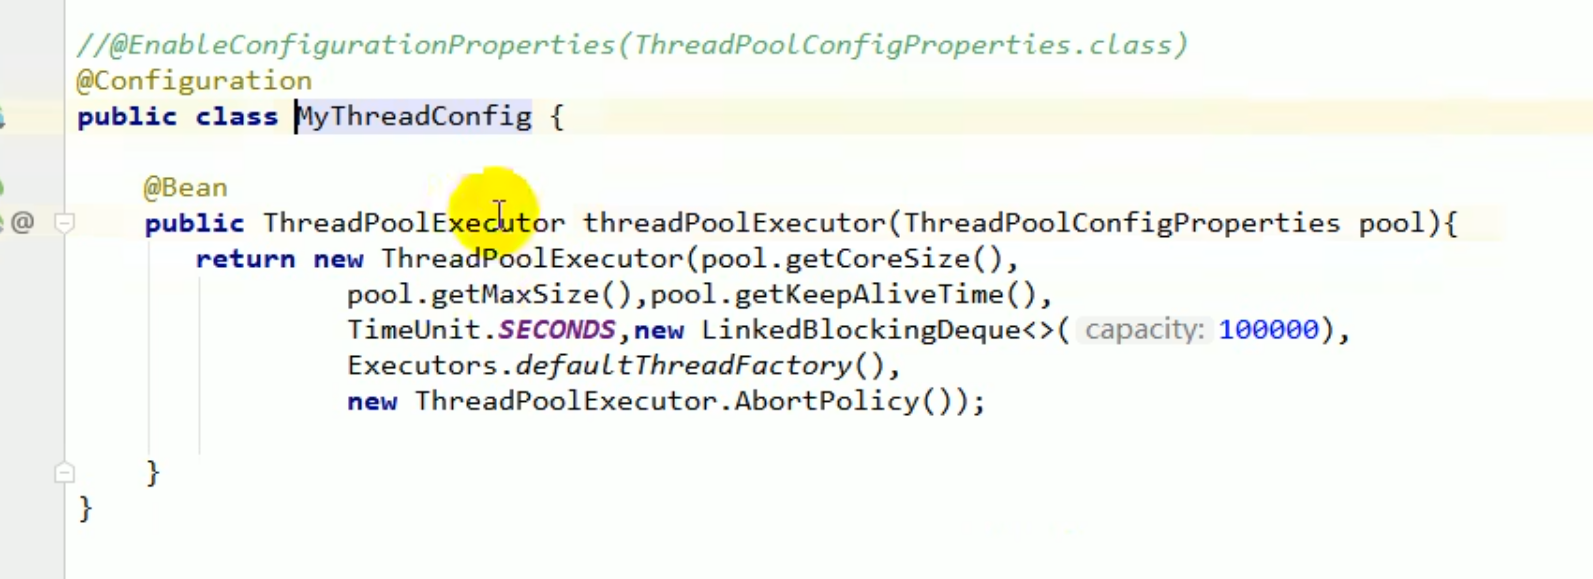 //@EnableConfigurationProperties(ThreadPoolConfigProperties.class)
@Configuration
public class MyThreadConfig {
@Bean
@ public ThreadPoolExecutor threadPoolExecutor(ThreadPoolConfigProperties pool){
return new ThreadPoolExecutor(pool.getCoreSize(),
pool.getMaxSize(),pool.getKeepAliveTime(),
TimeUnit.SECONDS,new LinkedBlockingDeque<>( capacity: 100000),
Executors.defaultThreadFactory(),
new ThreadPoolExecutor.AbortPolicy());
}
}